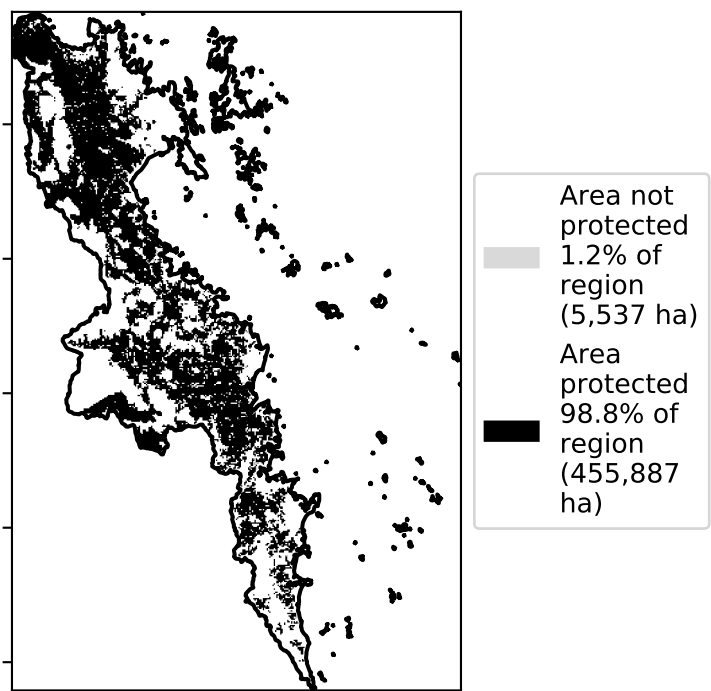 Area not
protected
1.2% of
region
(5,537 ha)
Area
protected
98.8% of
region
(455,887
ha)